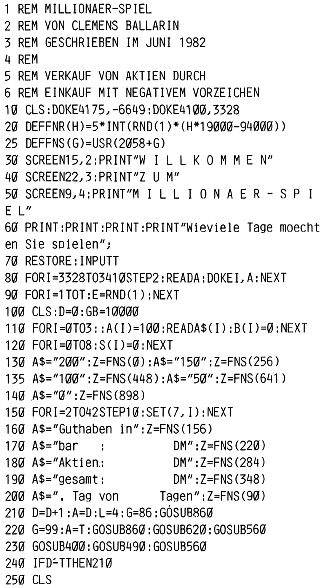 1 REM MILLIONAER-SPIEL
2 REM VON CLEMENS BALLARIN
3 REM GESCHRIEBEN IM JUNI 1982
4 REM
5 REM VERKAUF VON AKTIEN DURCH
6 REM EINKAUF MIT NEGATIVEM VORZEICHEN
10 CLS:DOKE4175,-6649:DOKE4100,3328
20 DEFFNR(H)=5*INT(RND(1)*(H*19000-94000))
25 DEFFNS(G)=USR(2058+G)
30 SCREEN15,2:PRINT"W I L L K O M M E N"
40 SCREEN22,3:PRINT"Z U M"
50 SCREEN9,4:PRINT"M I L L I O N A E R - S P I
E L"
60 PRINT:PRINT:PRINT:PRINT"Wieviele Tage moecht
en Sie spielen";
70 RESTORE:INPUTT
80 FORI=3328TO3410STEP2:READA:DOKEI,A:NEXT
90 FORI=1TOT:E=RND(1):NEXT
100 CLS:D=0:GB=10000
110 FORI=0TO3::A(I)=100:READA$(I):B(I)=0:NEXT
120 FORI=0TO8:S(I)=0:NEXT
130 A$="200":Z=FNS(0):A$="150":Z=FNS(256)
135 A$="100":Z=FNS(448):A$="50":Z=FNS(641)
140 A$="0":Z=FNS(898)
150 FORI=2TO42STEP10:SET(7,I):NEXT
160 A$="Guthaben in":Z=FNS(156)
170 A$="bar   :        DM":Z=FNS(220)
180 A$="Aktien:        DM":Z=FNS(284)
190 A$="gesamt:        DM":Z=FNS(348)
200 A$=". Tag von     Tagen":Z=FNS(90)
210 D=D+1:A=D:L=4:G=86:GOSUB860
220 G=99:A=T:GOSUB860:GOSUB620:GOSUB560
230 GOSUB400:GOSUB490:GOSUB560
240 IFD-TTHEN210
250 CLS